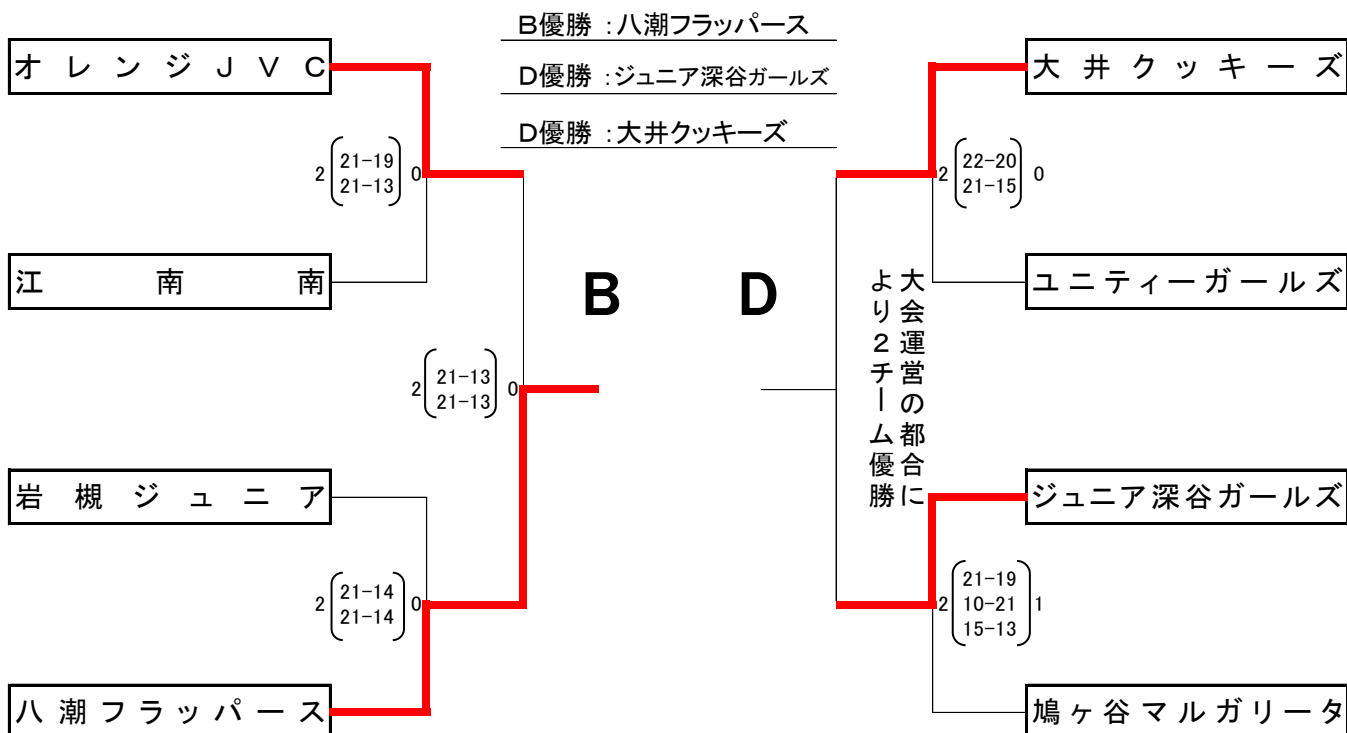 B優勝 :八潮フラッパース
D優勝 :ジュニア深谷ガールズ
D優勝 :大井クッキーズ
オレンジJVC
2 21-19 0
21-13
江南南
2 21-13 0
21-13
岩槻ジュニア
2 21-14 0
21-14
八潮フラッパース
B
D
大井クッキーズ
2 22-20 0
21-15
ユニティーガールズ
大会運営の都合に
より2チーム優勝
ジュニア深谷ガールズ
21-19
2 10-21 1
15-13
鳩ヶ谷マルガリータ